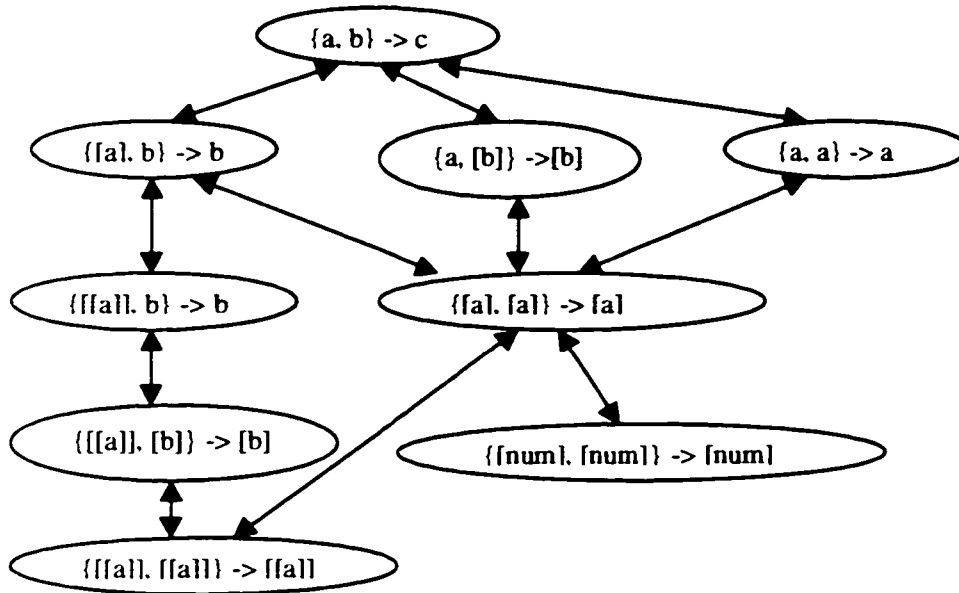 {a, b} -> c
{[a], b} -> b
{a, [b]} ->[b]
{a, a} -> a
{[[a]], b} -> b
{[a], [a]} -> [a]
{[[a]], [b]} -> [b]
{[num], [num]} -> [num]
{[[a]], [[a]]} -> [[a]]